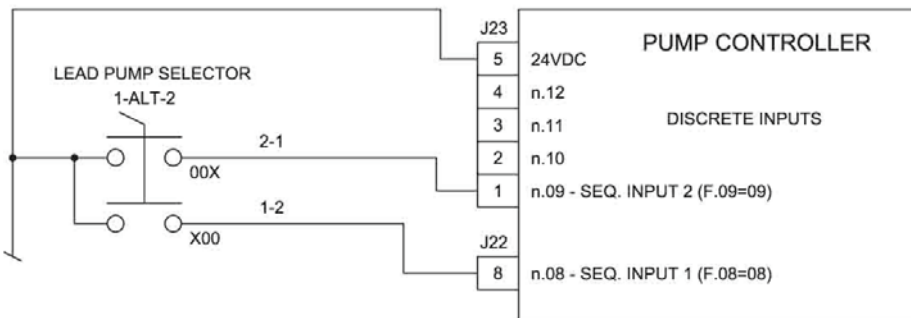 J23
PUMP CONTROLLER
5 24VDC
LEAD PUMP SELECTOR
1-ALT-2
4 n.12
3 n.11
DISCRETE INPUTS
2-1
2 n.10
00X
1 n.09 - SEQ. INPUT 2 (F.09=09)
1-2
X00
J22
8 n.08 - SEQ. INPUT 1 (F.08=08)